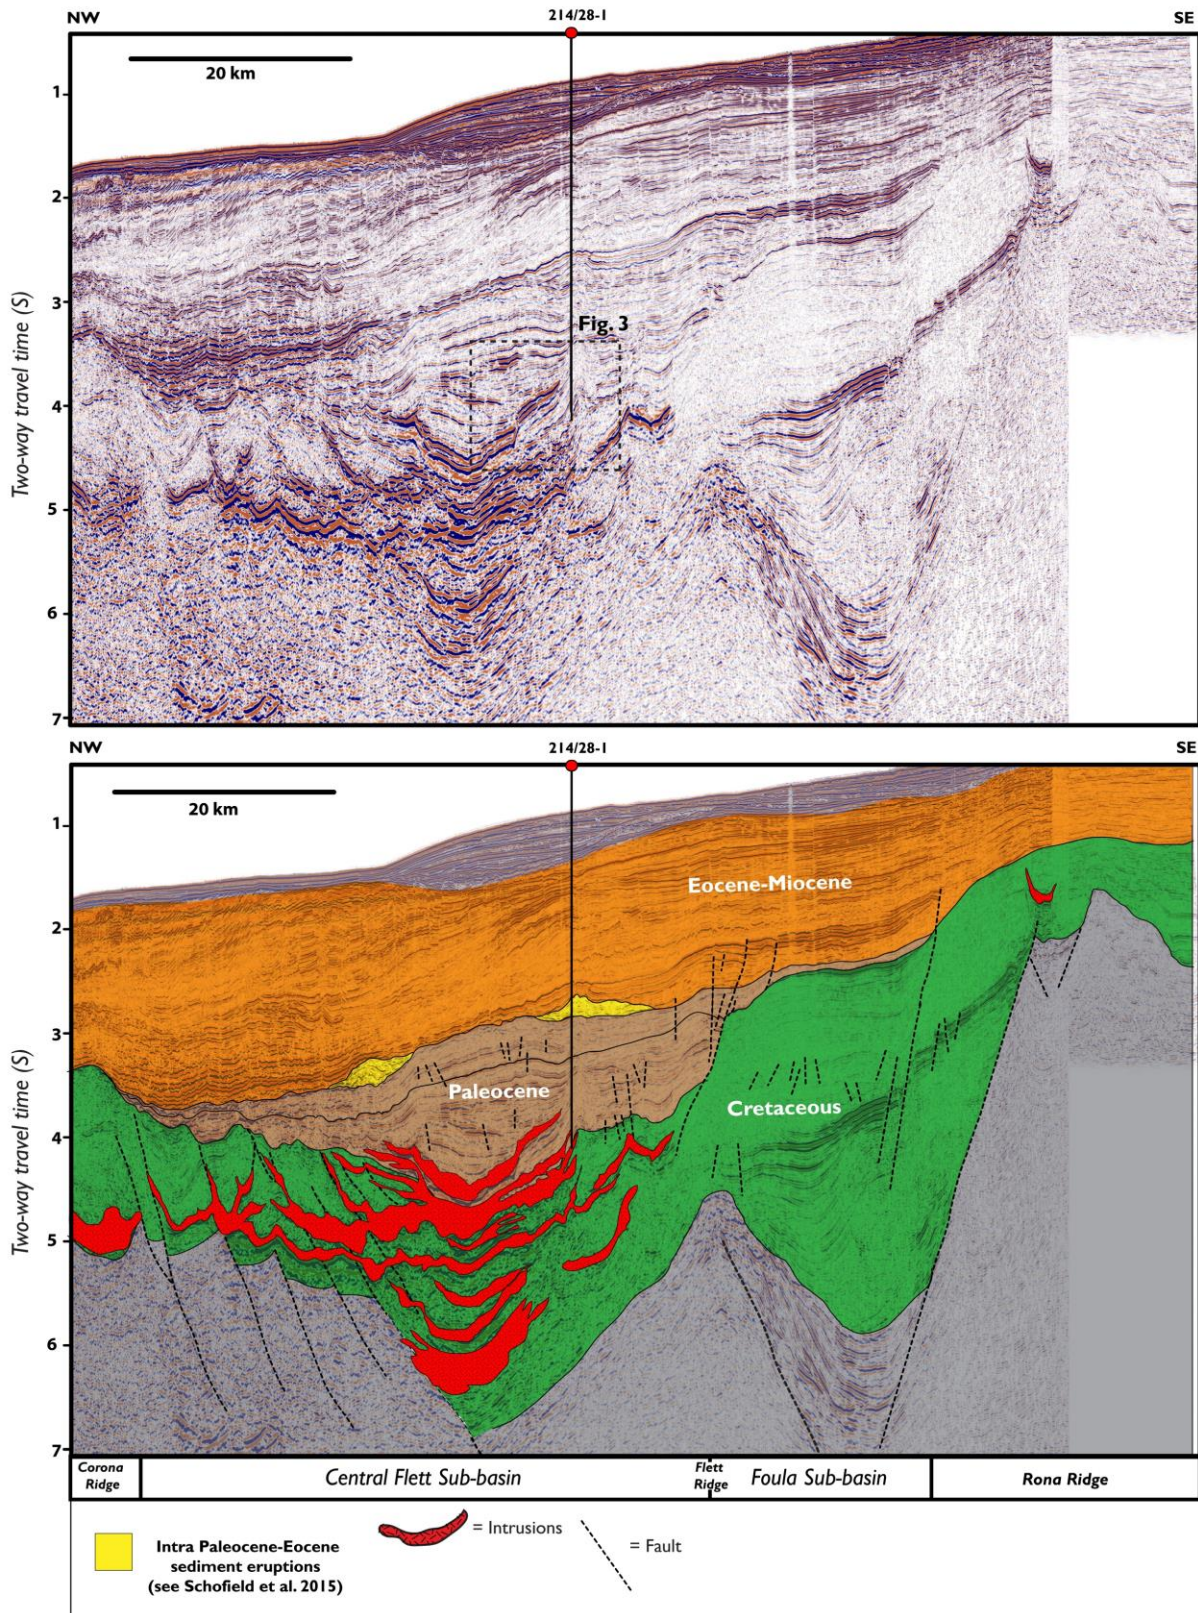 NW 214/28-1 SE
20 km
1
2
3
Fig. 3
4
5
6
7
Two-way travel time (S)
NW 214/28-1 SE
20 km
1
Eocene-Miocene
2
3
Paleocene
Cretaceous
4
5
6
7
Two-way travel time (S)
Corona
Ridge
Central Flett Sub-basin
Flett
Ridge
Foula Sub-basin
Rona Ridge
Intra Paleocene-Eocene
sediment eruptions
(see Schofield et al. 2015)
= Intrusions
= Fault